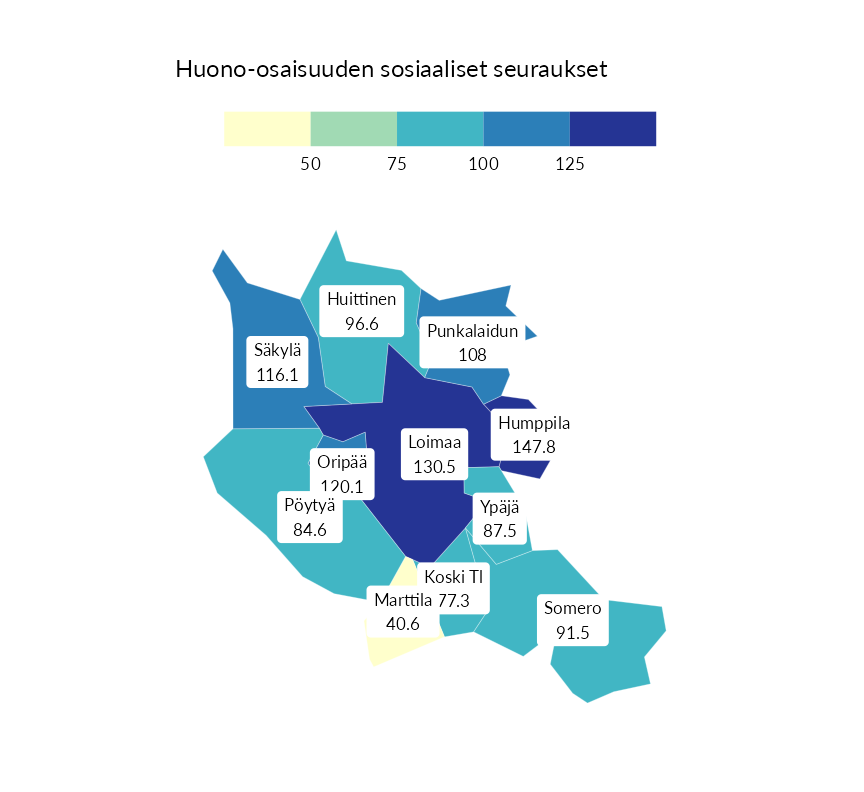 Huono-osaisuuden sosiaaliset seuraukset
50 75 100 125
Huittinen
96.6
Punkalaidun
108
Säkylä
116.1
Humppila
147.8
Loimaa
130.5
Oripää
120.1
Pöytyä
84.6
Ypäjä
87.5
Koski Tl
77.3
Marttila
40.6
Somero
91.5